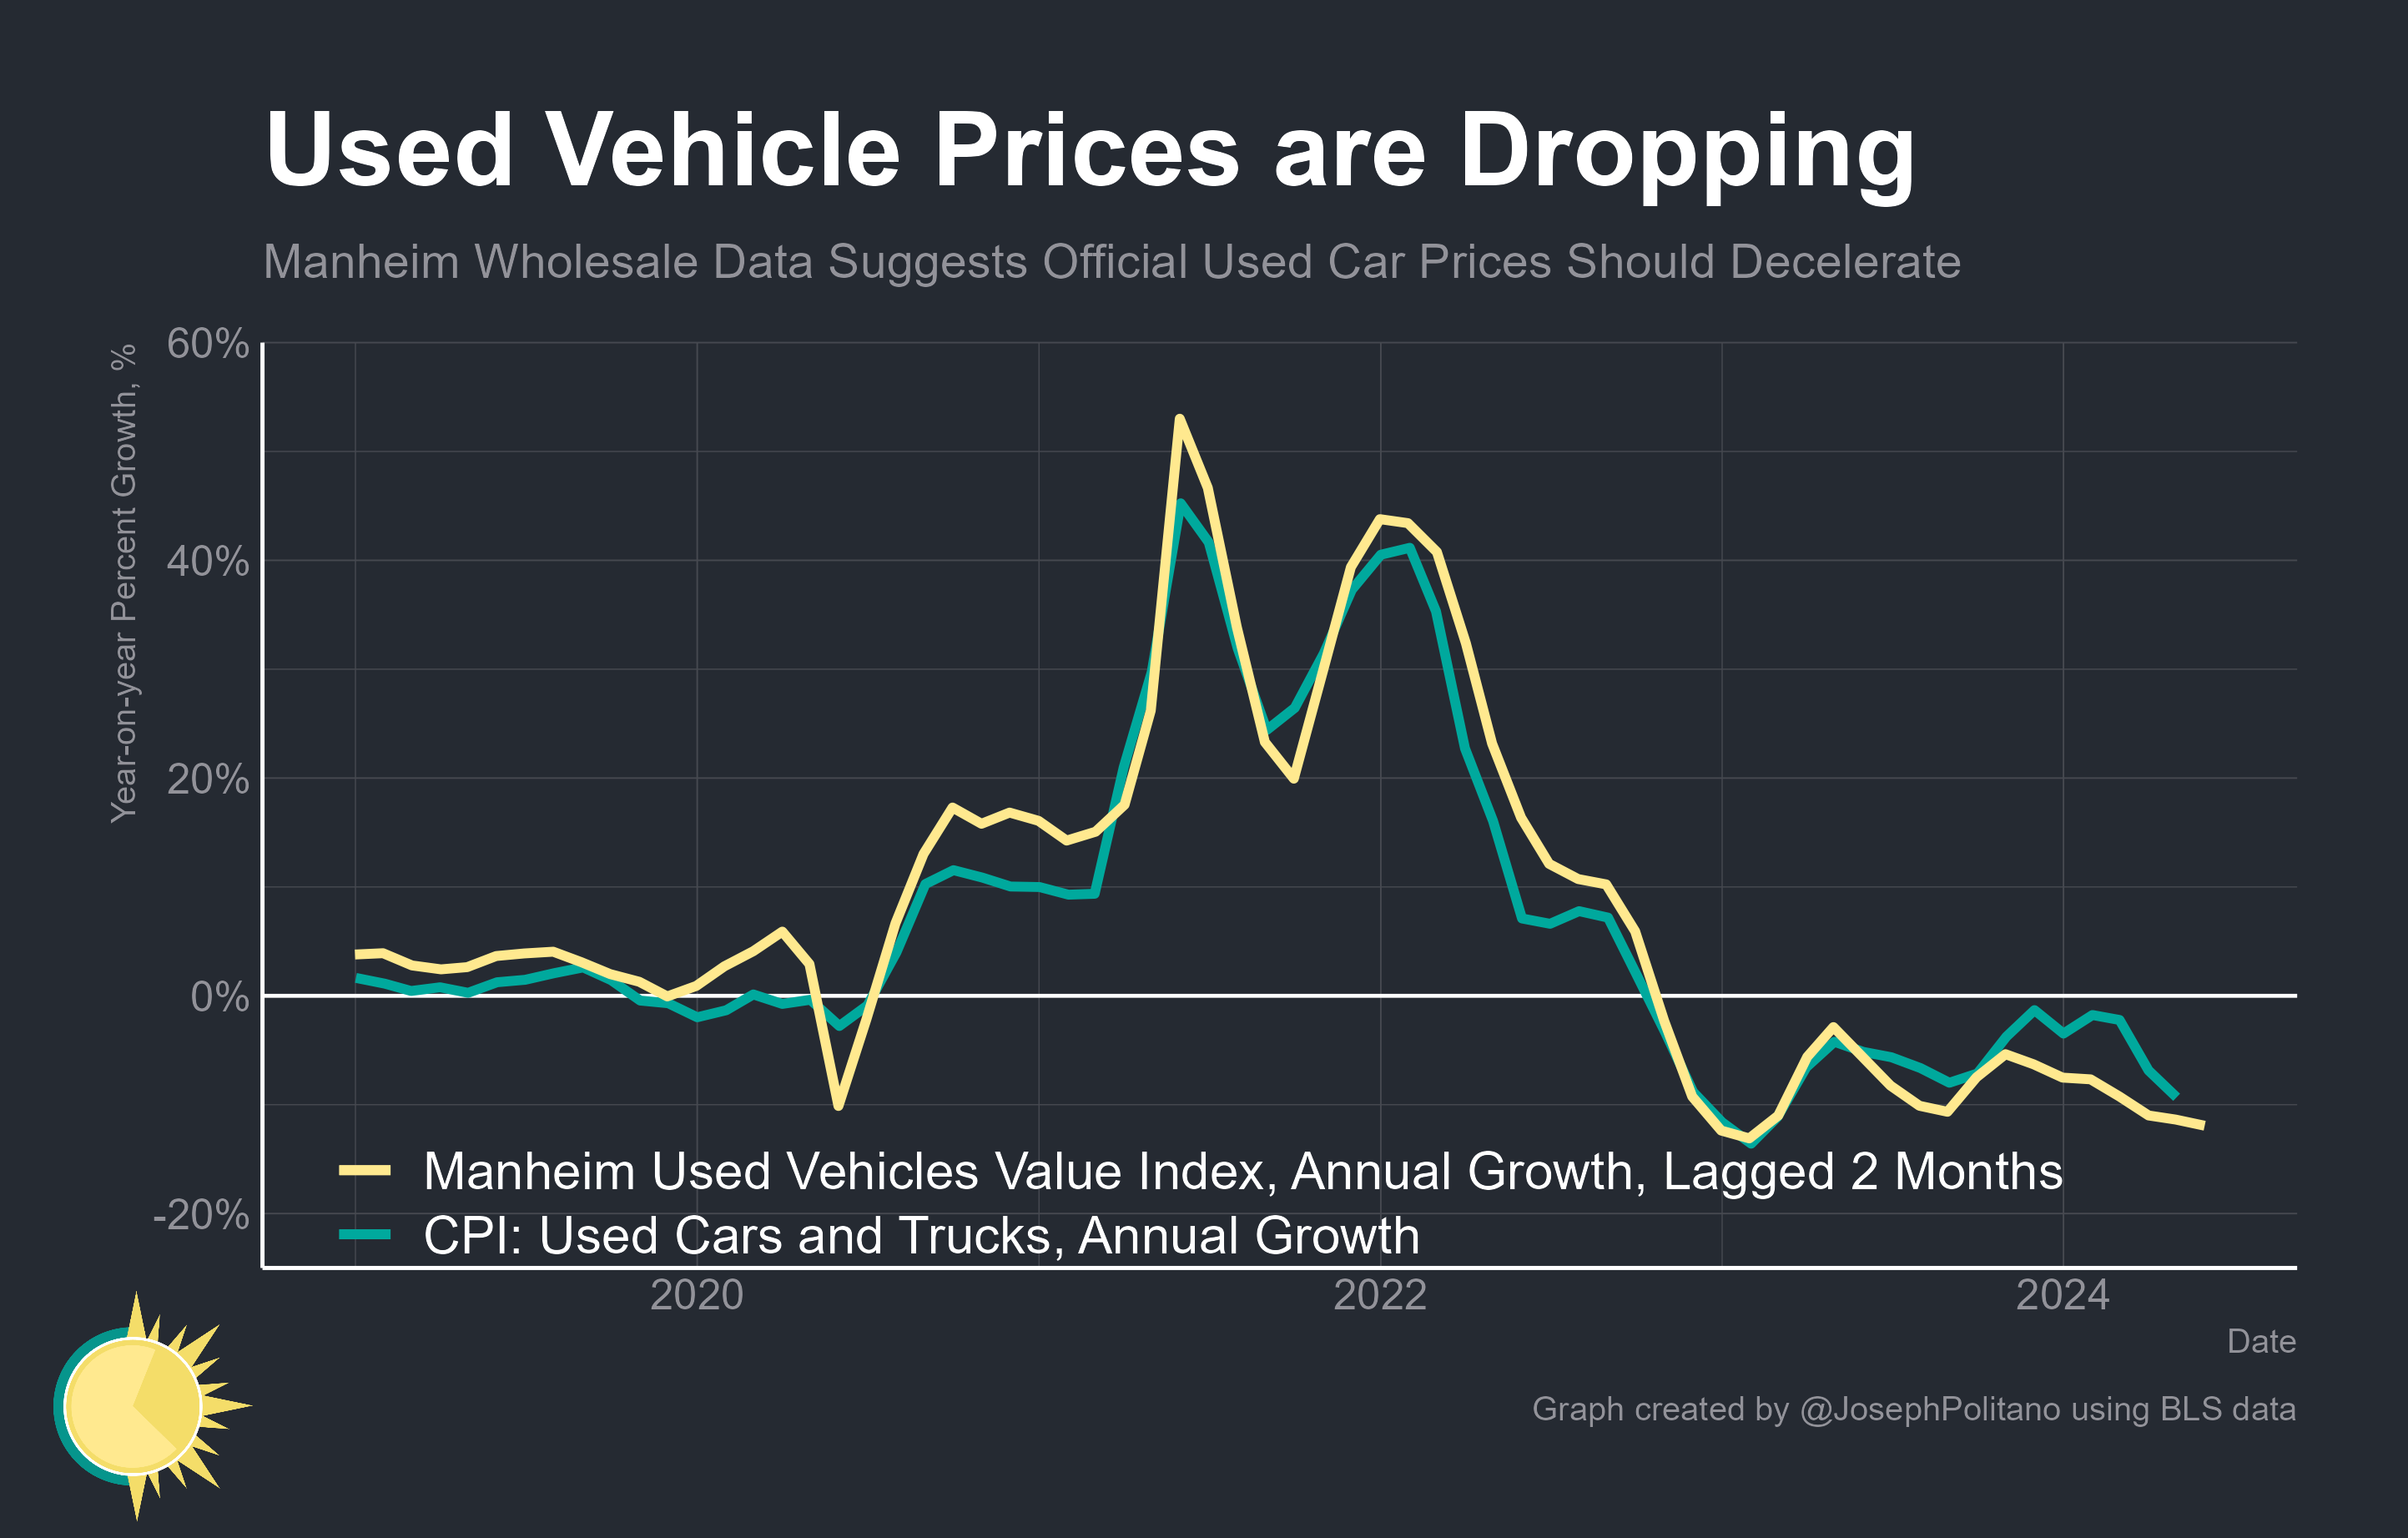 Used Vehicle Prices are Dropping
Manheim Wholesale Data Suggests Official Used Car Prices Should Decelerate
Year-on-year Percent Growth, %
60%
40%
20%
0%
-20%
Manheim Used Vehicles Value Index, Annual Growth, Lagged 2 Months
CPI: Used Cars and Trucks, Annual Growth
2020
2022
2024
Date
Graph created by @JosephPolitano using BLS data